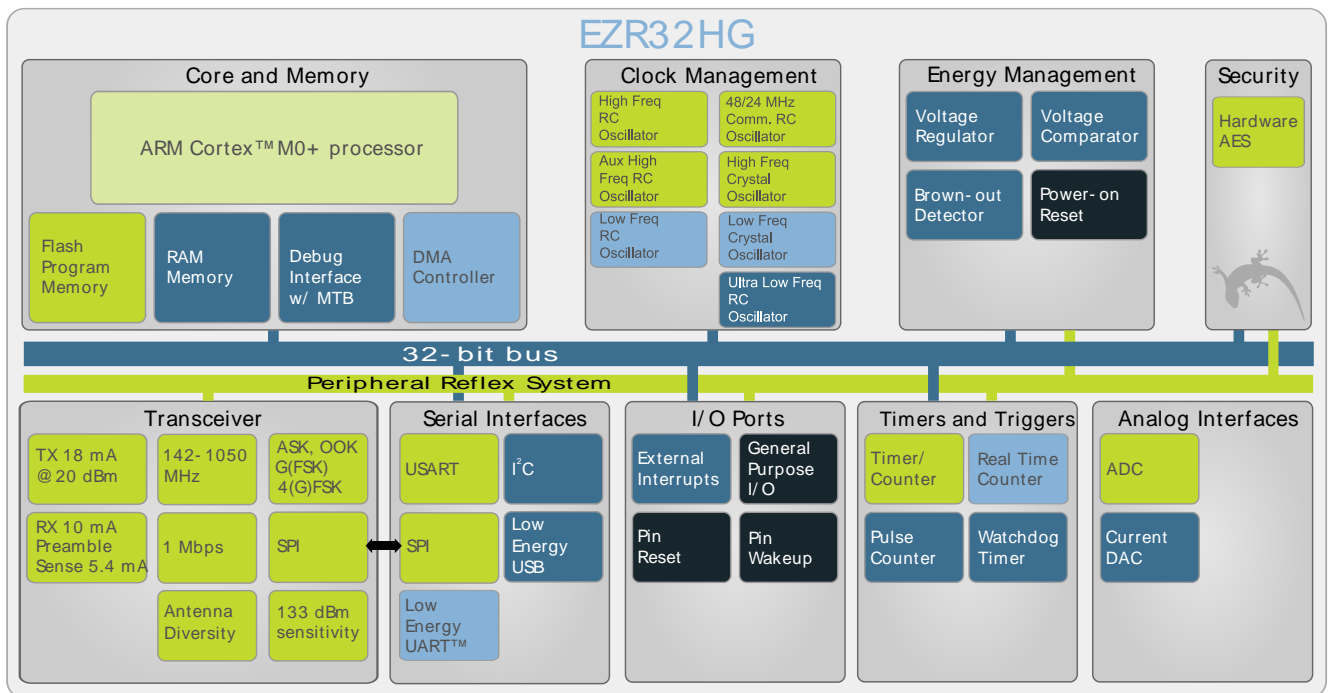 EZR32HG
Core and Memory
ARM Cortex™ M0+ processor
Flash
Program
Memory
RAM
Memory
Debug
Interface
w/ MTB
DMA
Controller
Clock Management
High Freq
RC
Oscillator
48/24 MHz
Comm. RC
Oscillator
Aux High
Freq RC
Oscillator
High Freq
Crystal
Oscillator
Low Freq
RC
Oscillator
Low Freq
Crystal
Oscillator
Ultra Low Freq
RC
Oscillator
Energy Management
Voltage
Regulator
Voltage
Comparator
Brown-out
Detector
Power-on
Reset
Security
Hardware
AES
32-bit bus
Peripheral Reflex System
Transceiver
TX 18 mA
@ 20 dBm
142-1050
MHz
ASK, OOK
G(FSK)
4(G)FSK
RX 10 mA
Preamble
Sense 5.4 mA
1 Mbps
SPI
Antenna
Diversity
133 dBm
sensitivity
Serial Interfaces
USART
I²C
SPI
Low
Energy
USB
Low
Energy
UART™
I/O Ports
External
Interrupts
General
Purpose
I/O
Pin
Reset
Pin
Wakeup
Timers and Triggers
Timer/
Counter
Real Time
Counter
Pulse
Counter
Watchdog
Timer
Analog Interfaces
ADC
Current
DAC